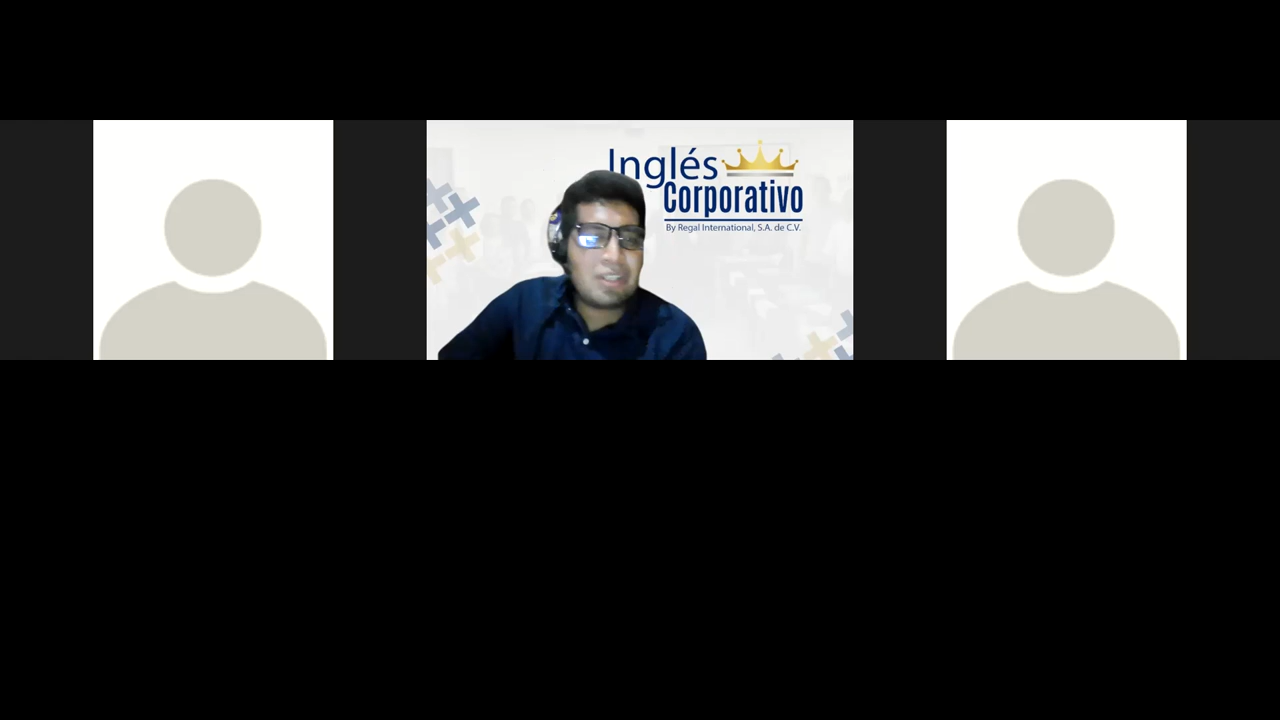 Inglés
Corporativo
By Regal International, S.A. de C.V.